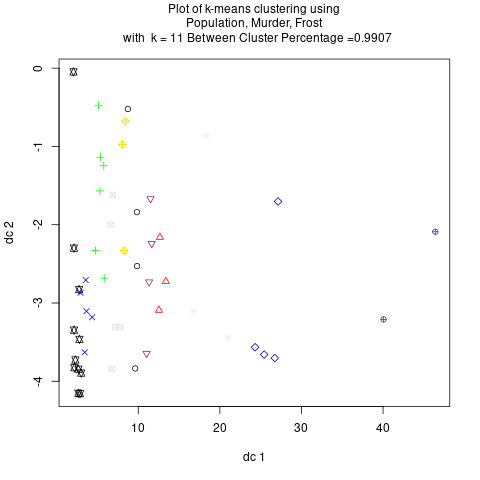 Plot of k-means clustering using
Population, Murder, Frost
with k = 11 Between Cluster Percentage =0.9907
dc 2
0
-1
-2
-3
-4
10
20
30
40
dc 1